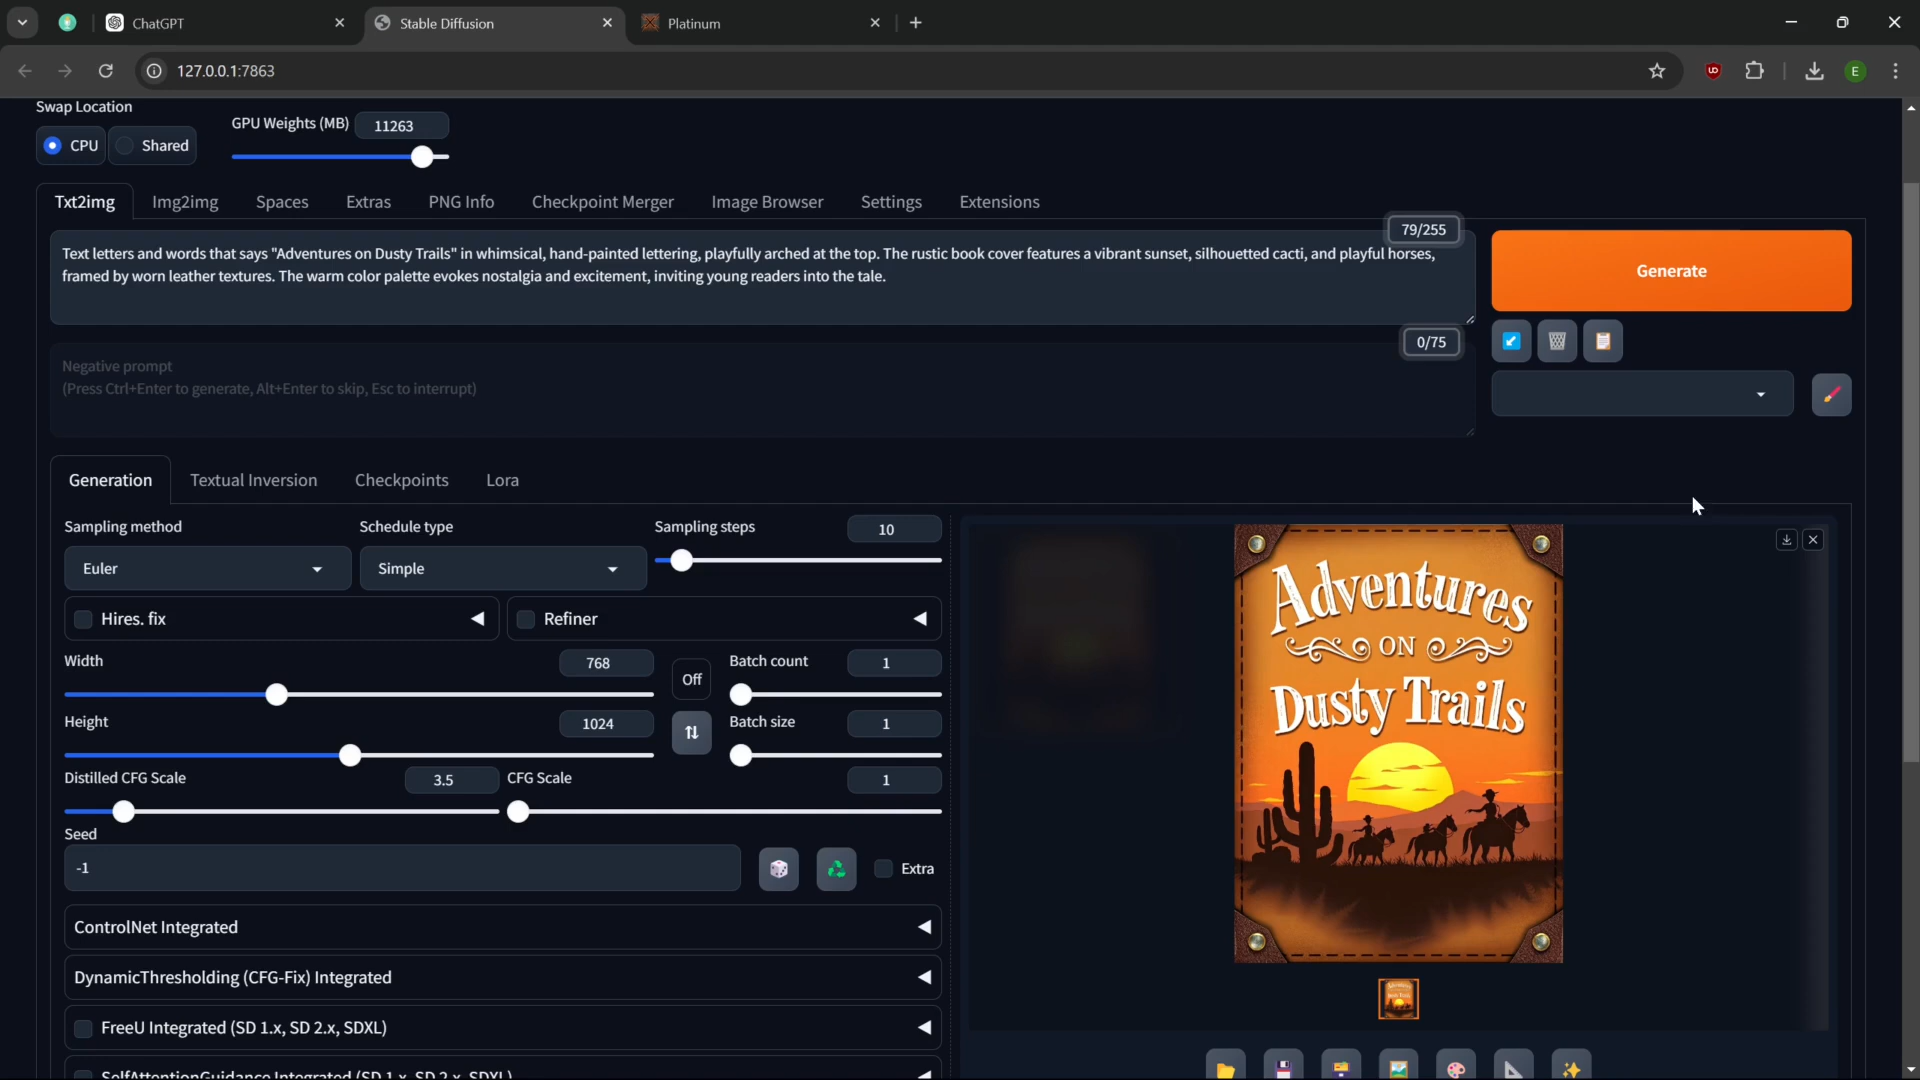 ChatGPT
Stable Diffusion
Platinum
127.0.0.1:7863
E
Swap Location
GPU Weights (MB)
11263
CPU
Shared
Txt2img
Img2img
Spaces
Extras
PNG Info
Checkpoint Merger
Image Browser
Settings
Extensions
79/255
Text letters and words that says "Adventures on Dusty Trails" in whimsical, hand-painted lettering, playfully arched at the top. The rustic book cover features a vibrant sunset, silhouetted cacti, and playful horses,
framed by worn leather textures. The warm color palette evokes nostalgia and excitement, inviting young readers into the tale.
Generate
0/75
Negative prompt
(Press Ctrl+Enter to generate, Alt+Enter to skip, Esc to interrupt)
Generation
Textual Inversion
Checkpoints
Lora
Sampling method
Schedule type
Sampling steps
10
Euler
Simple
Hires. fix
Refiner
Width
768
Off
Batch count
1
Height
1024
Batch size
1
Distilled CFG Scale
3.5
CFG Scale
1
Seed
-1
Extra
ControlNet Integrated
DynamicThresholding (CFG-Fix) Integrated
FreeU Integrated (SD 1.x, SD 2.x, SDXL)
SelfAttentionGuidance Integrated (SD 1.x, SD 2.x, SDXL)
Adventures
ON
Dusty Trails